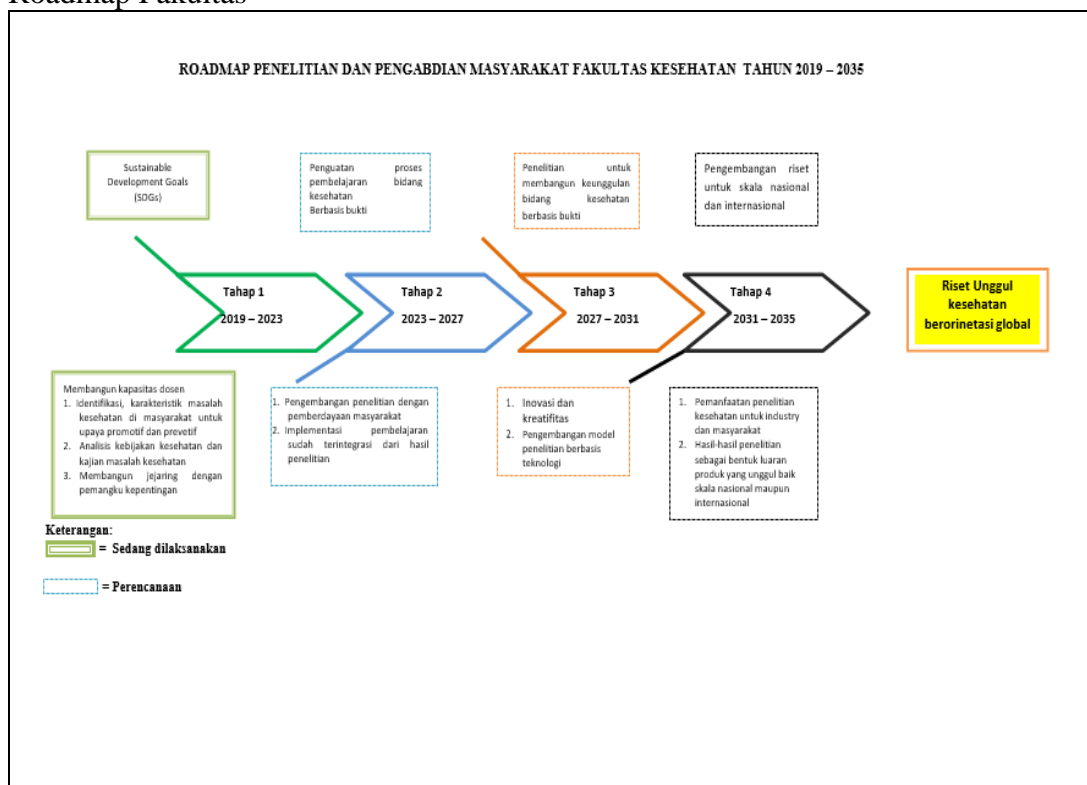 Roadmap Fakultas
ROADMAP PENELITIAN DAN PENGABDIAN MASYARAKAT FAKULTAS KESEHATAN TAHUN 2019 – 2035
Sustainable
Development Goals
(SDGs)
Penguatan proses
pembelajaran bidang
kesehatan
Berbasis bukti
Penelitian untuk
membangun keunggulan
bidang kesehatan
berbasis bukti
Pengembangan riset
untuk skala nasional
dan internasional
Tahap 1
2019 – 2023
Tahap 2
2023 – 2027
Tahap 3
2027 – 2031
Tahap 4
2031 – 2035
Riset Unggul
kesehatan
berorinetasi global
Membangun kapasitas dosen
1. Identifikasi, karakteristik masalah
kesehatan di masyarakat untuk
upaya promotif dan prevetif
2. Analisis kebijakan kesehatan dan
kajian masalah kesehatan
3. Membangun jejaring dengan
pemangku kepentingan
1. Pengembangan penelitian dengan
pemberdayaan masyarakat
2. Implementasi pembelajaran
sudah terintegrasi dari hasil
penelitian
1. Inovasi dan
kreatifitas
2. Pengembangan model
penelitian berbasis
teknologi
1. Pemanfaatan penelitian
kesehatan untuk industry
dan masyarakat
2. Hasil-hasil penelitian
sebagai bentuk luaran
produk yang unggul baik
skala nasional maupun
internasional
Keterangan:
= Sedang dilaksanakan
= Perencanaan